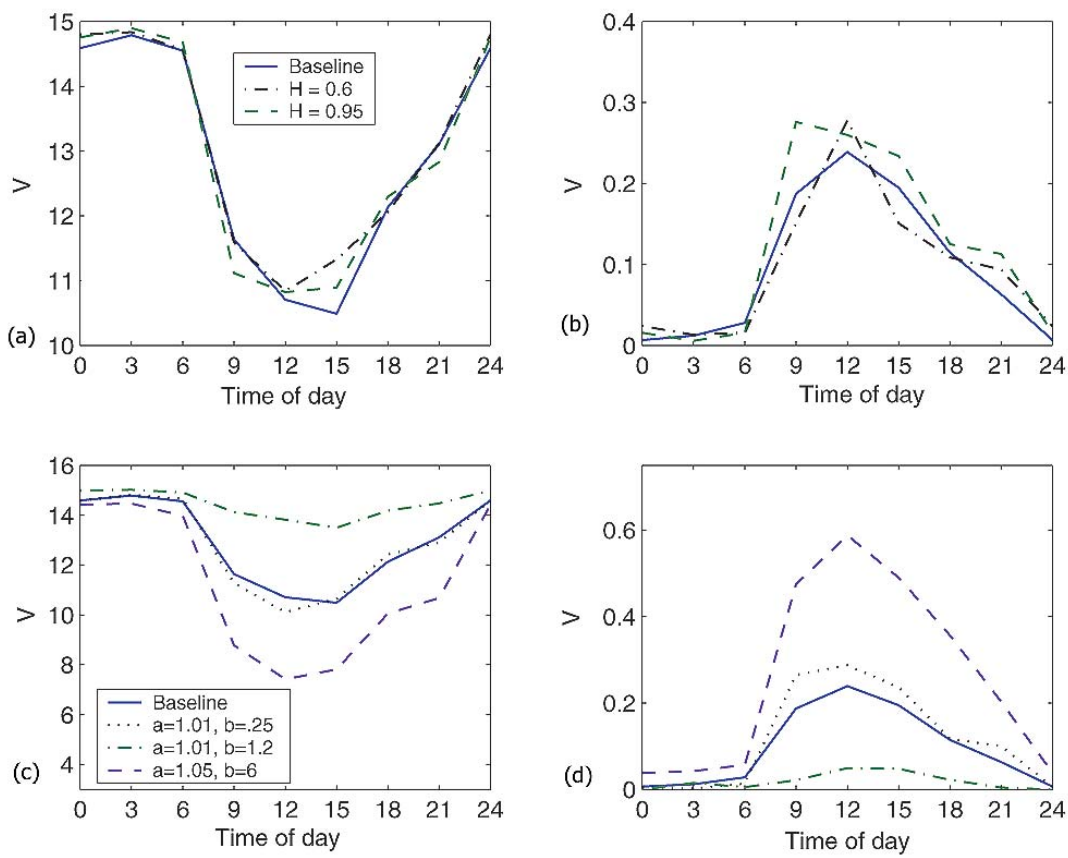 15
14
13
12
11
10
V
Baseline
H = 0.6
H = 0.95
(a)
0 3 6 9 12 15 18 21 24
Time of day
0.4
0.3
0.2
0.1
0
V
(b)
0 3 6 9 12 15 18 21 24
Time of day
16
14
12
10
8
6
4
V
Baseline
a=1.01, b=.25
a=1.01, b=1.2
a=1.05, b=6
(c)
0 3 6 9 12 15 18 21 24
Time of day
0.6
0.4
0.2
0
V
(d)
0 3 6 9 12 15 18 21 24
Time of day